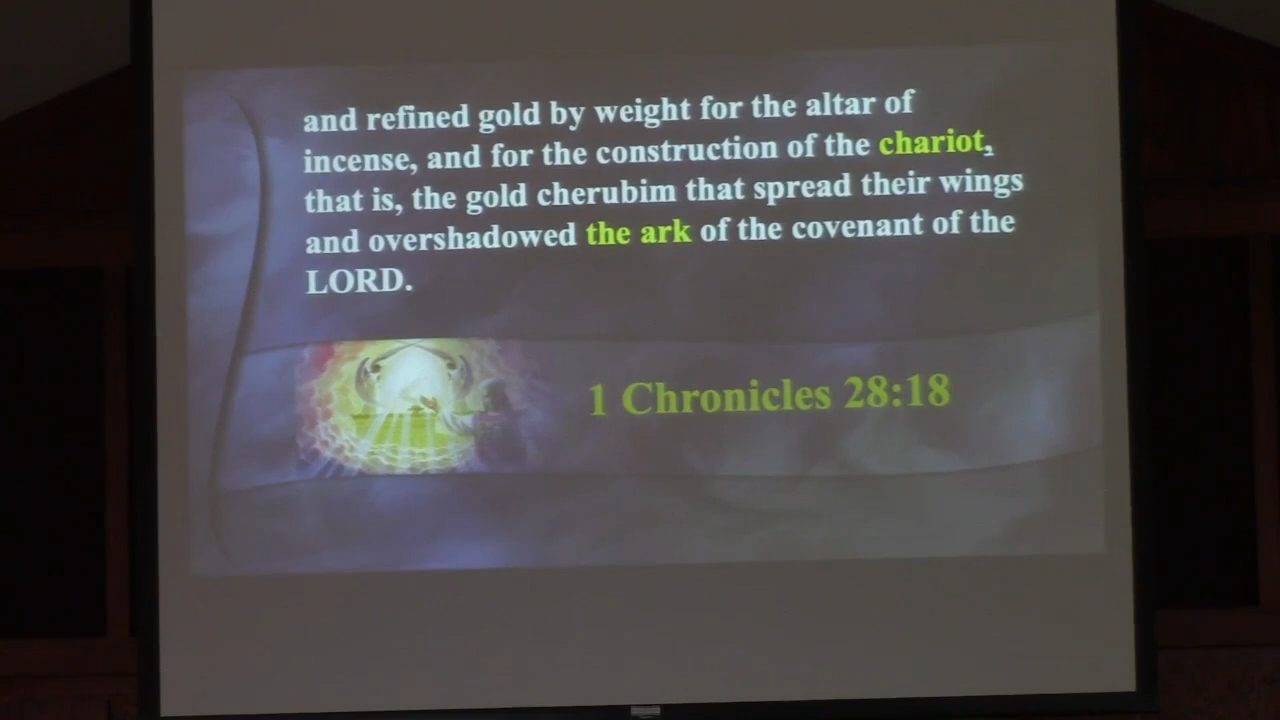 and refined gold by weight for the altar of
incense, and for the construction of the chariot,
that is, the gold cherubim that spread their wings
and overshadowed the ark of the covenant of the
LORD.
1 Chronicles 28:18